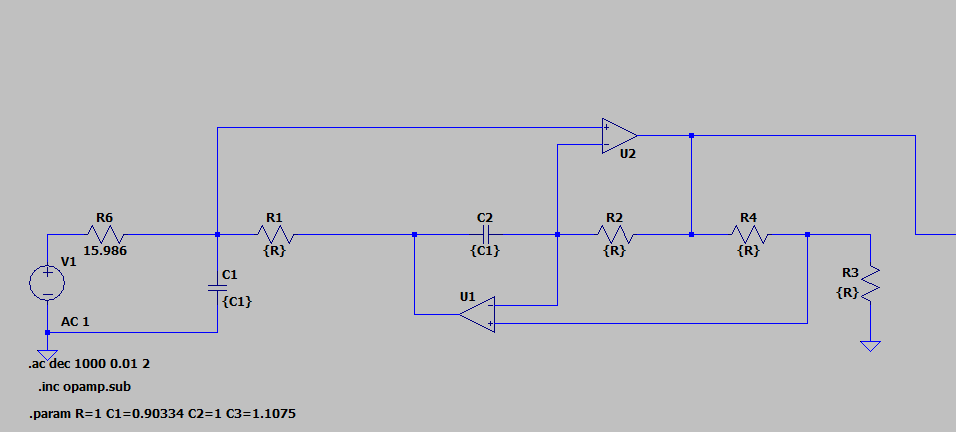 U2
R6
R1
C2
R2
R4
15.986
{R}
{C1}
{R}
{R}
V1
C1
R3
{C1}
U1
{R}
AC 1
.ac dec 1000 0.01 2
.inc opamp.sub
.param R=1 C1=0.90334 C2=1 C3=1.1075